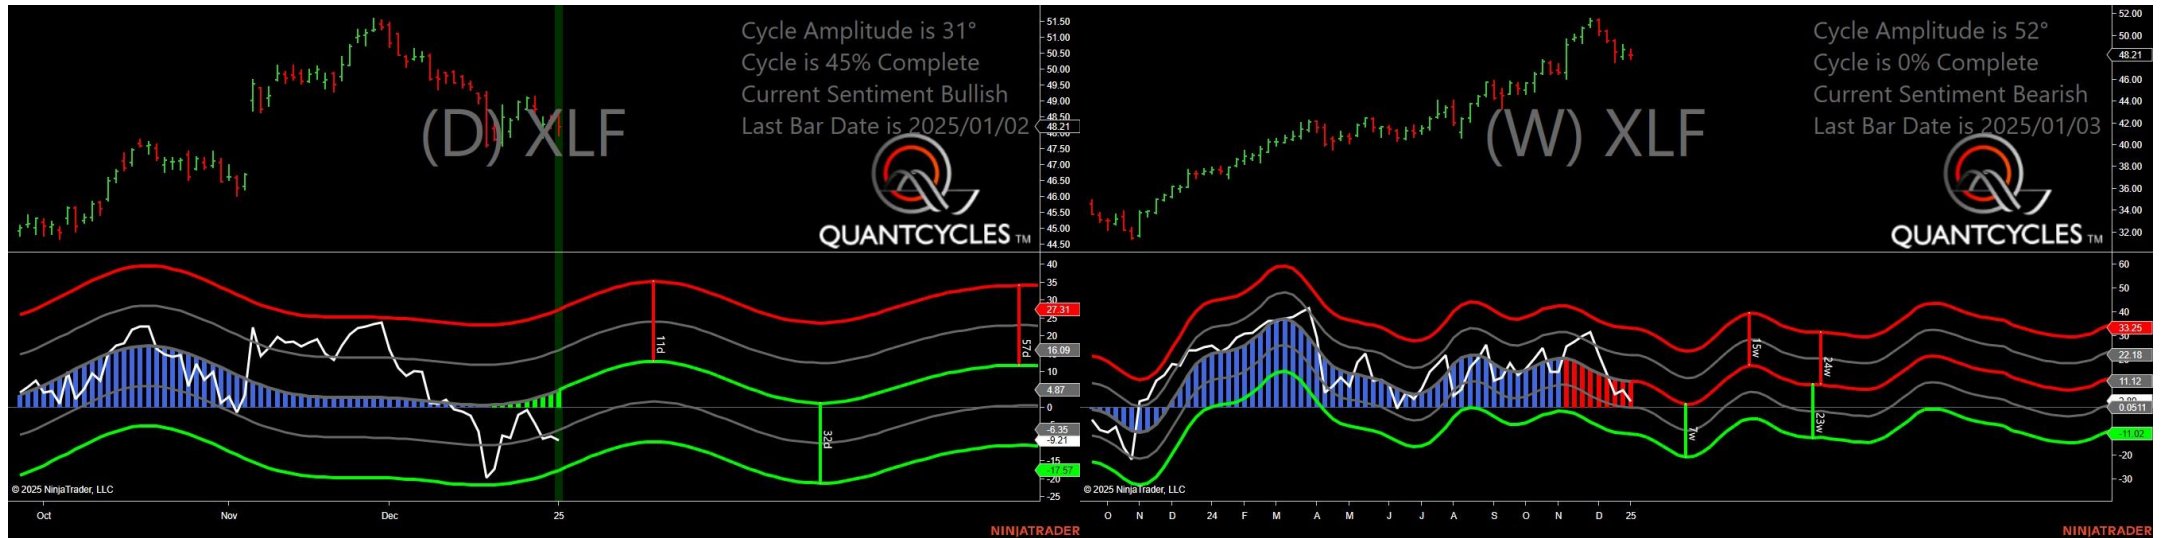 Cycle Amplitude is 31°
Cycle is 45% Complete
Current Sentiment Bullish
Last Bar Date is 2025/01/02
(D) XLF
QUANTCYCLES TM
51.50
51.00
50.50
50.00
49.50
49.00
48.50
48.21
48.00
47.50
47.00
46.50
46.00
45.50
45.00
44.50
40
35
30
27.31
25
20
16.09
10
4.87
0
-6.35
-9.21
-15
-17.57
-20
-25
11d
32d
57d
© 2025 NinjaTrader, LLC
Oct Nov Dec 25
NINJATRADER
Cycle Amplitude is 52°
Cycle is 0% Complete
Current Sentiment Bearish
Last Bar Date is 2025/01/03
(W) XLF
QUANTCYCLES TM
52.00
50.00
48.21
46.00
44.00
42.00
40.00
38.00
36.00
34.00
32.00
60
50
40
33.25
30
22.18
11.12
0.0511
-11.02
-20
-30
7w
15w
23w
24w
© 2025 NinjaTrader, LLC
O N D 24 F M A M J J A S O N D 25
NINJATRADER